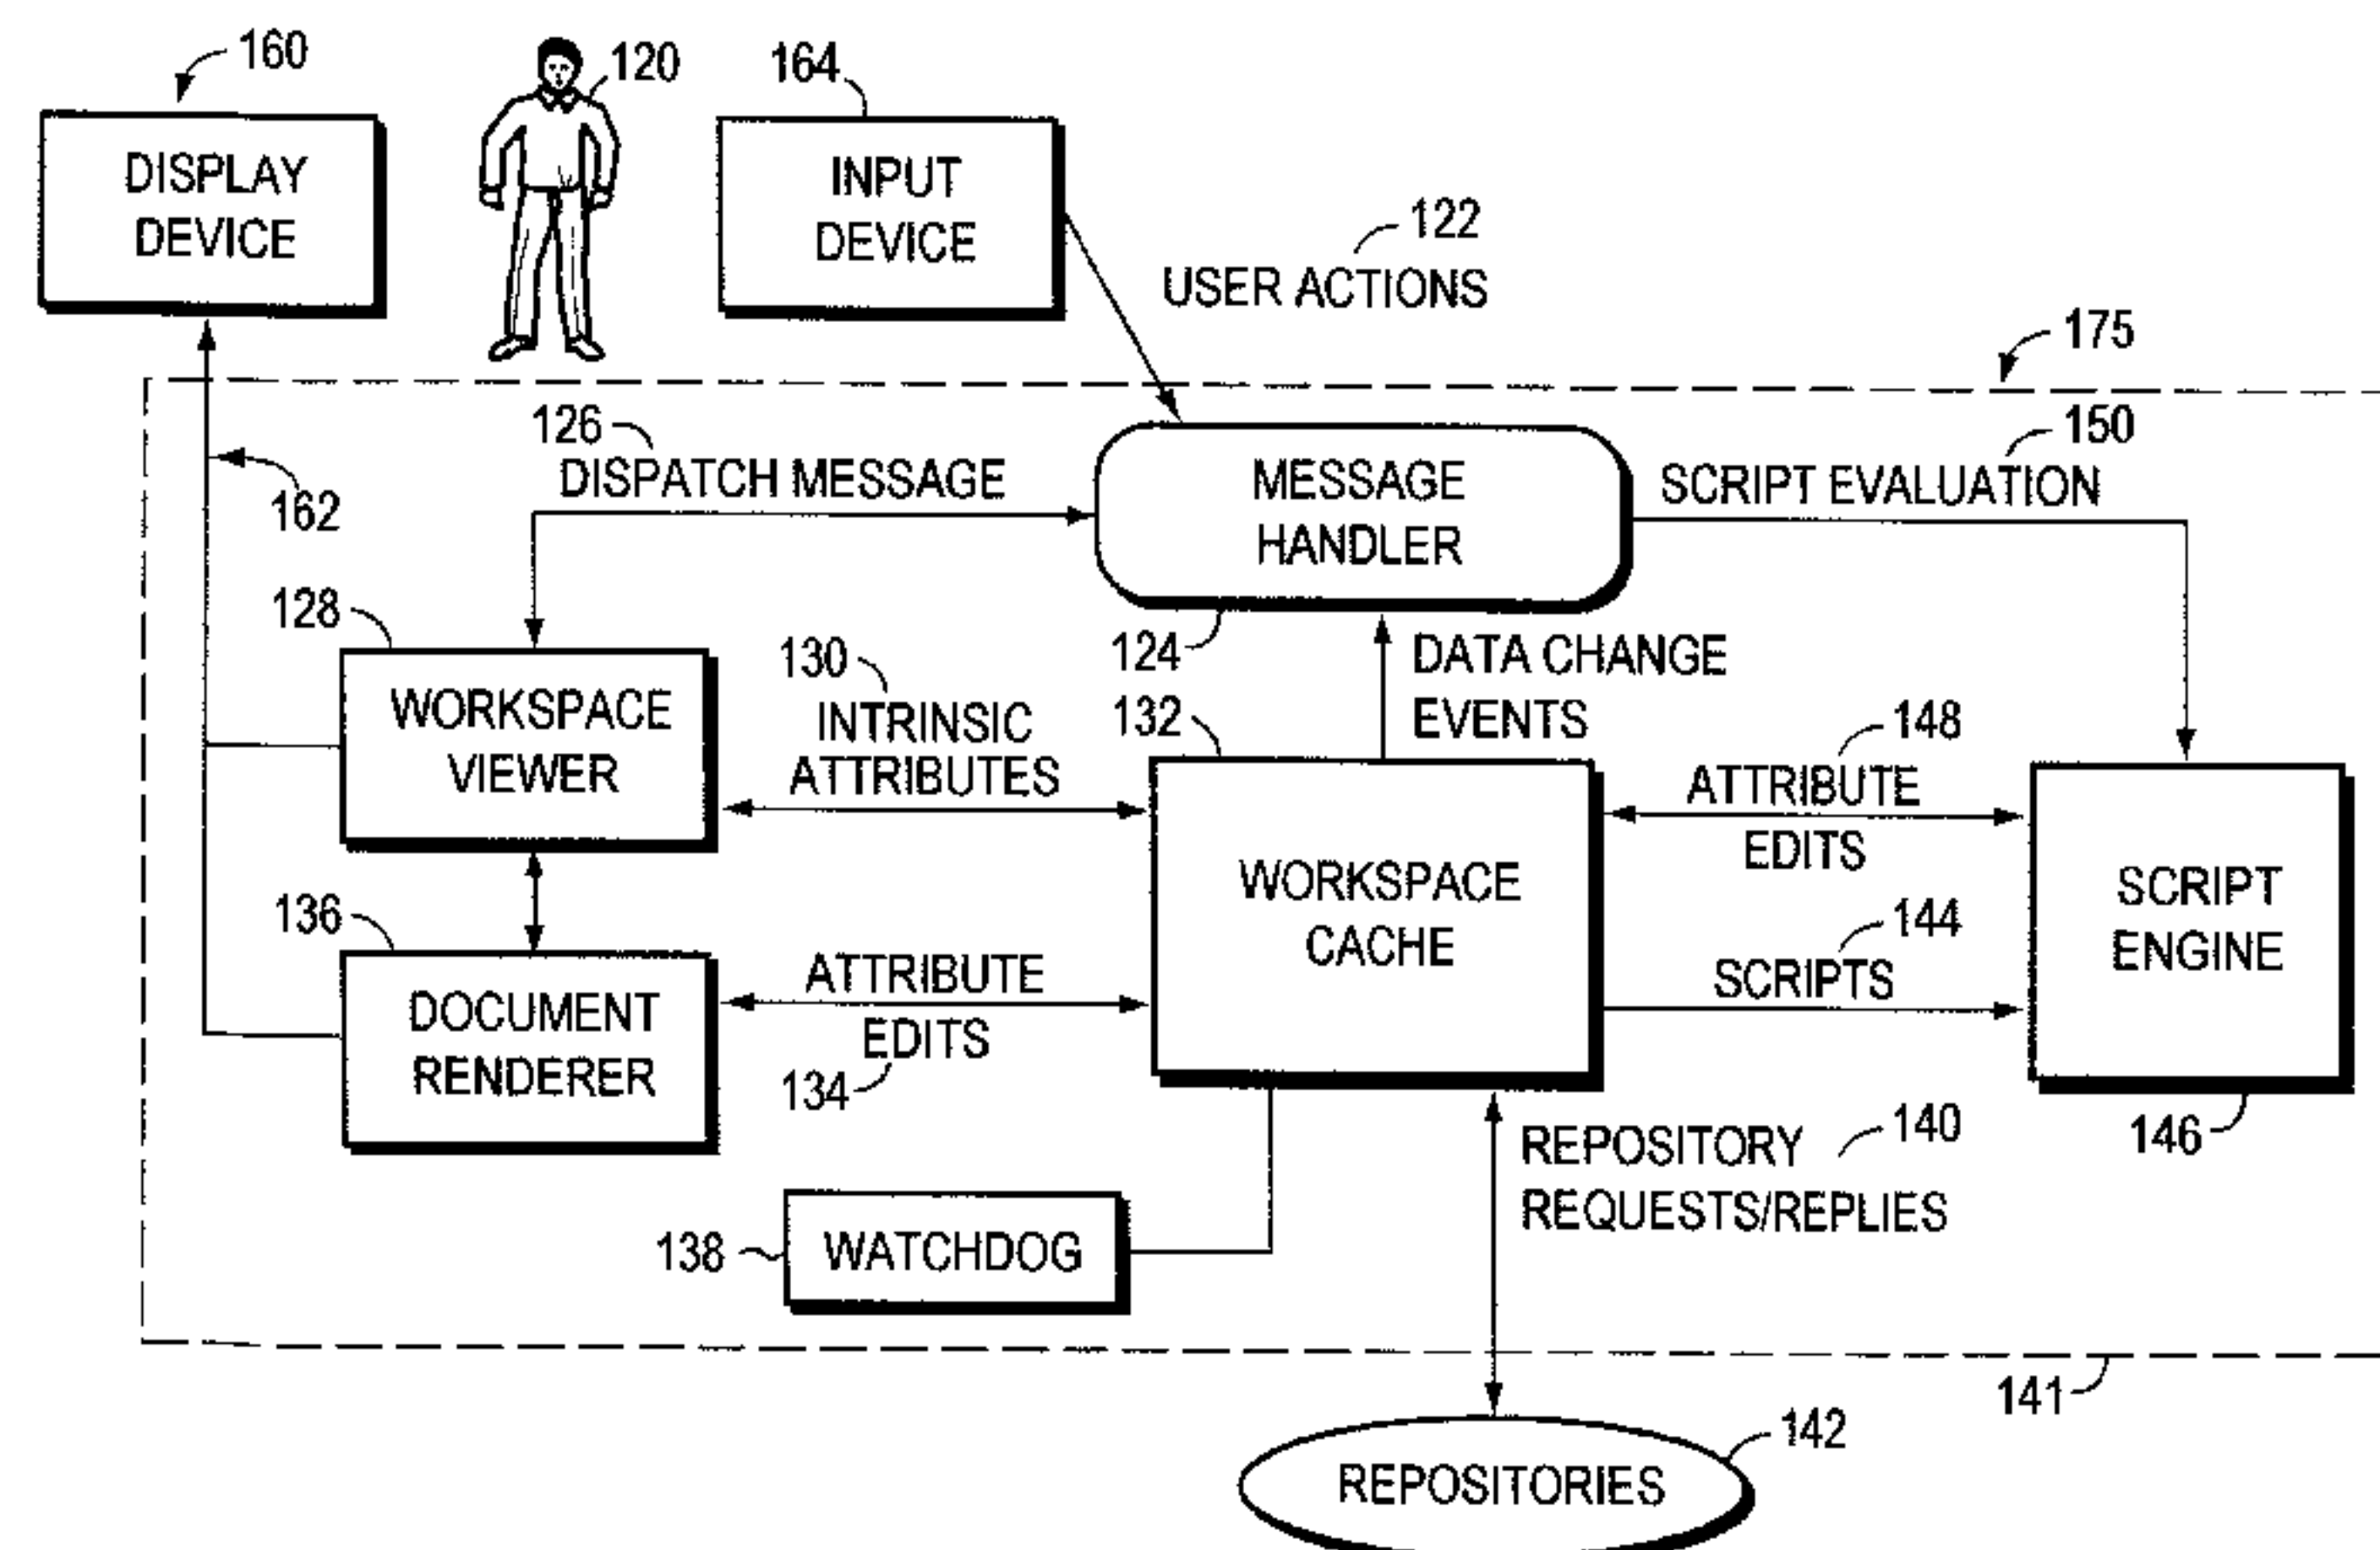 160
120
164
DISPLAY
DEVICE
INPUT
DEVICE
122
USER ACTIONS
175
126
DISPATCH MESSAGE
162
MESSAGE
HANDLER
150
SCRIPT EVALUATION
128
WORKSPACE
VIEWER
130
INTRINSIC
ATTRIBUTES
124
DATA CHANGE
EVENTS
132
WORKSPACE
CACHE
148
ATTRIBUTE
EDITS
144
SCRIPTS
SCRIPT
ENGINE
146
136
DOCUMENT
RENDERER
ATTRIBUTE
EDITS
134
138
WATCHDOG
140
REPOSITORY
REQUESTS/REPLIES
141
142
REPOSITORIES